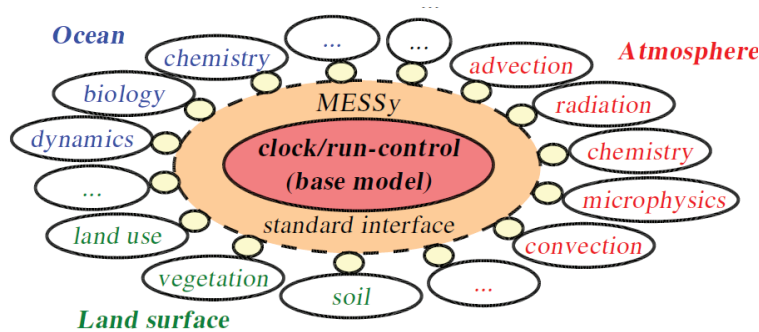 ...
Ocean
... ...
chemistry
advection
Atmosphere
biology
MESSy
radiation
dynamics
clock/run-control
(base model)
chemistry
...
microphysics
land use
standard interface
convection
vegetation
soil
...
Land surface